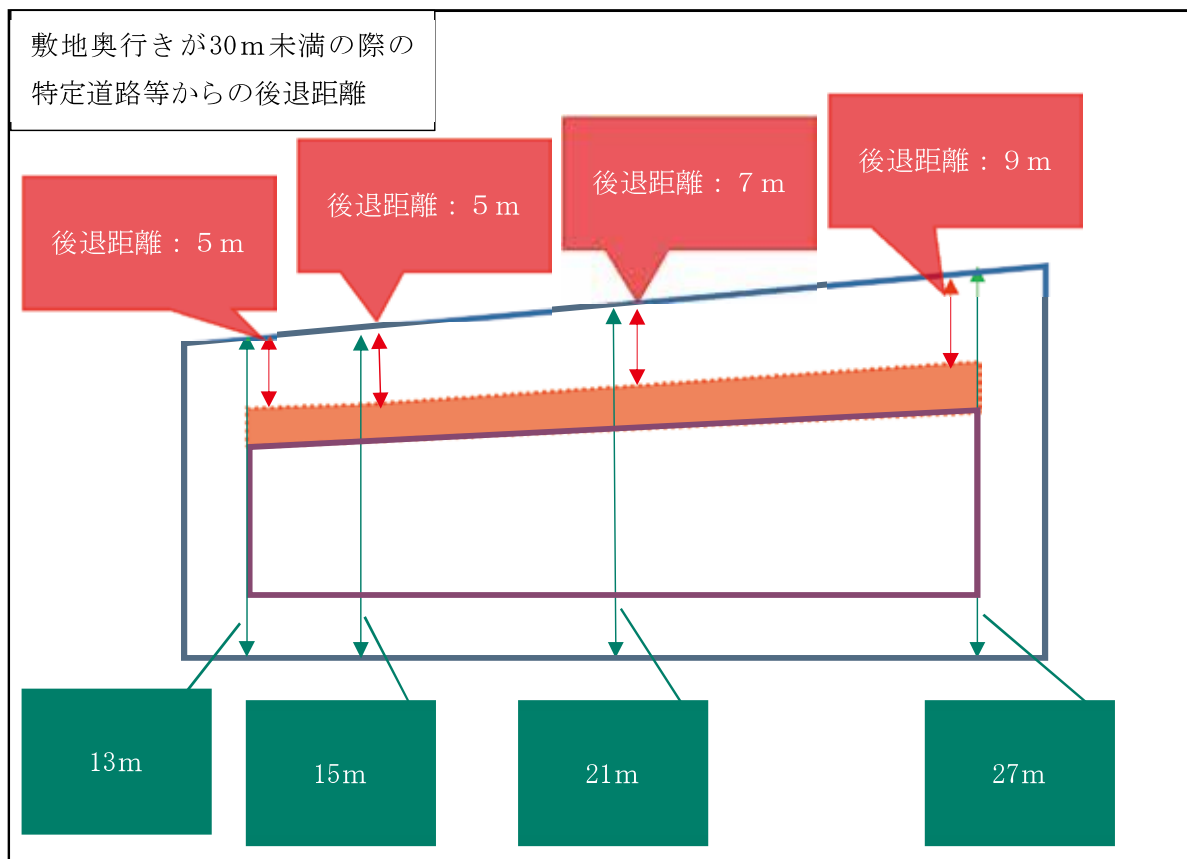 敷地奥行きが30m未満の際の
特定道路等からの後退距離
後退距離：５ｍ
後退距離：５ｍ
後退距離：７ｍ
後退距離：９ｍ
13m
15m
21m
27m